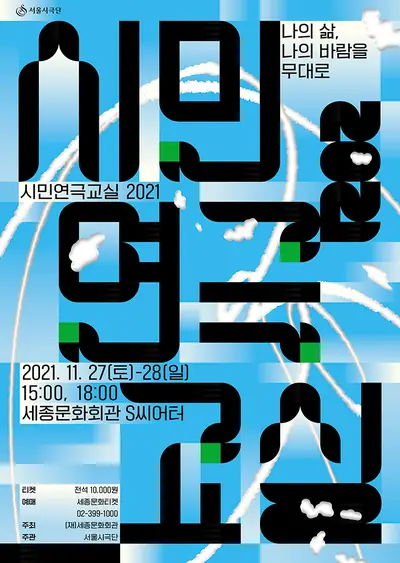 서울시극단
나의 삶,
나의 바람을
무대로
시민
2021
시민연극교실 2021
연극
2021. 11. 27(토)-28(일)
15:00, 18:00
세종문화회관 S씨어터
교실
티켓 전석 10,000원
예매 세종문화티켓
02-399-1000
주최 (재)세종문화회관
주관 서울시극단